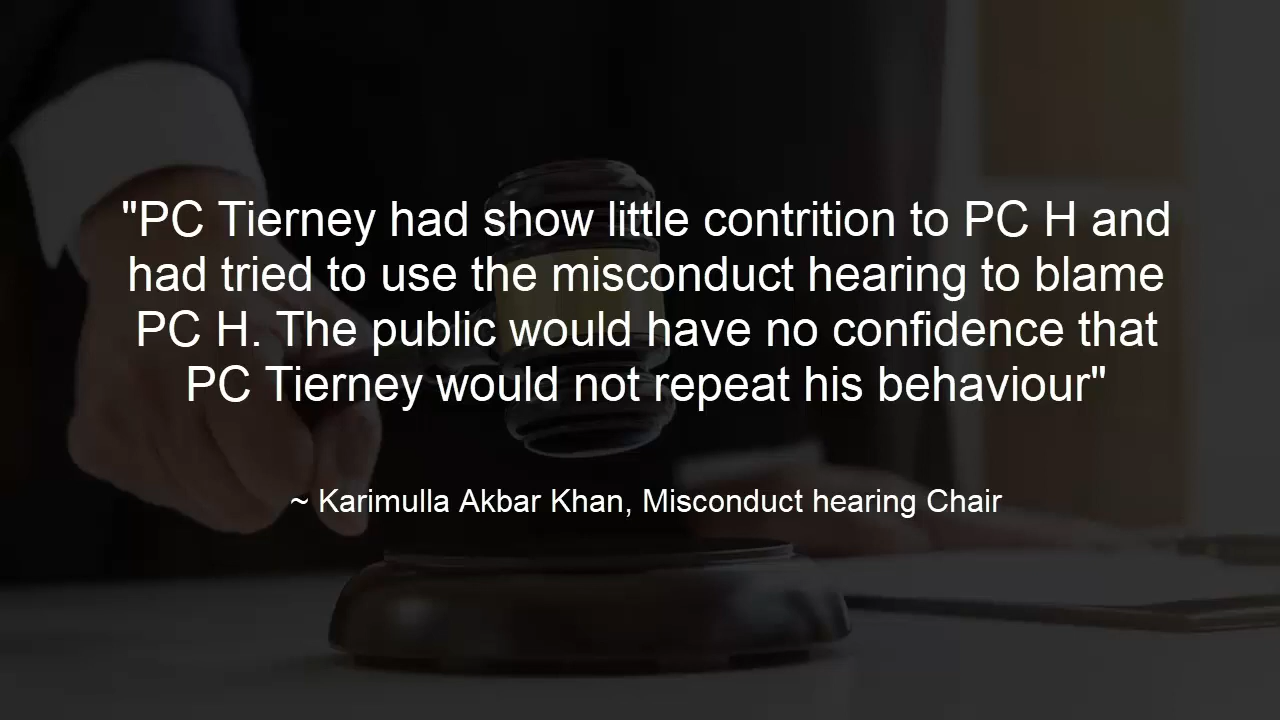 "PC Tierney had show little contrition to PC H and
had tried to use the misconduct hearing to blame
PC H. The public would have no confidence that
PC Tierney would not repeat his behaviour"
~ Karimulla Akbar Khan, Misconduct hearing Chair